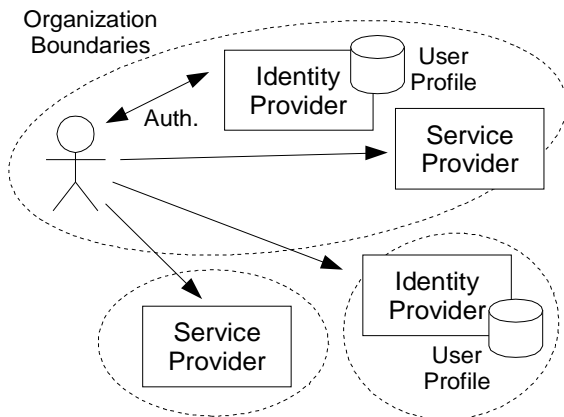 Organization
Boundaries
Identity
Provider
User
Profile
Auth.
Service
Provider
Identity
Provider
Service
Provider
User
Profile